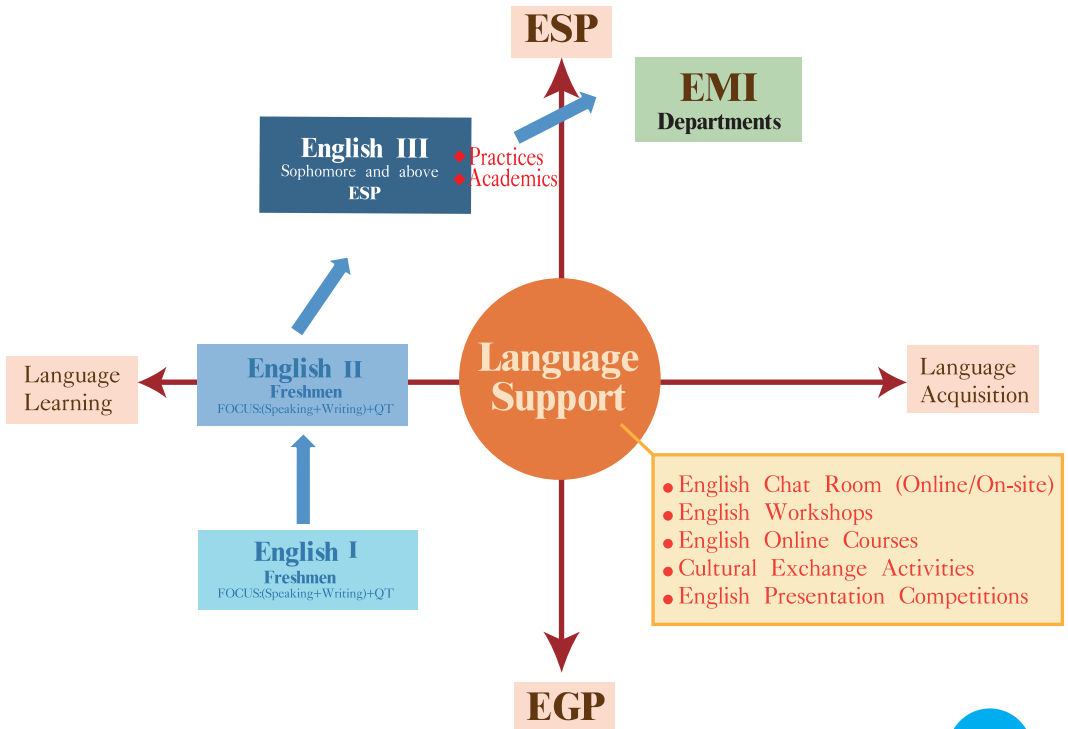 ESP
EMI
Departments
English III
Sophomore and above
ESP
◆Practices
◆Academics
Language
Support
Language
Learning
English II
Freshmen
FOCUS:(Speaking+Writing)+QT
Language
Acquisition
English I
Freshmen
FOCUS:(Speaking+Writing)+QT
●English Chat Room (Online/On-site)
●English Workshops
●English Online Courses
●Cultural Exchange Activities
●English Presentation Competitions
EGP